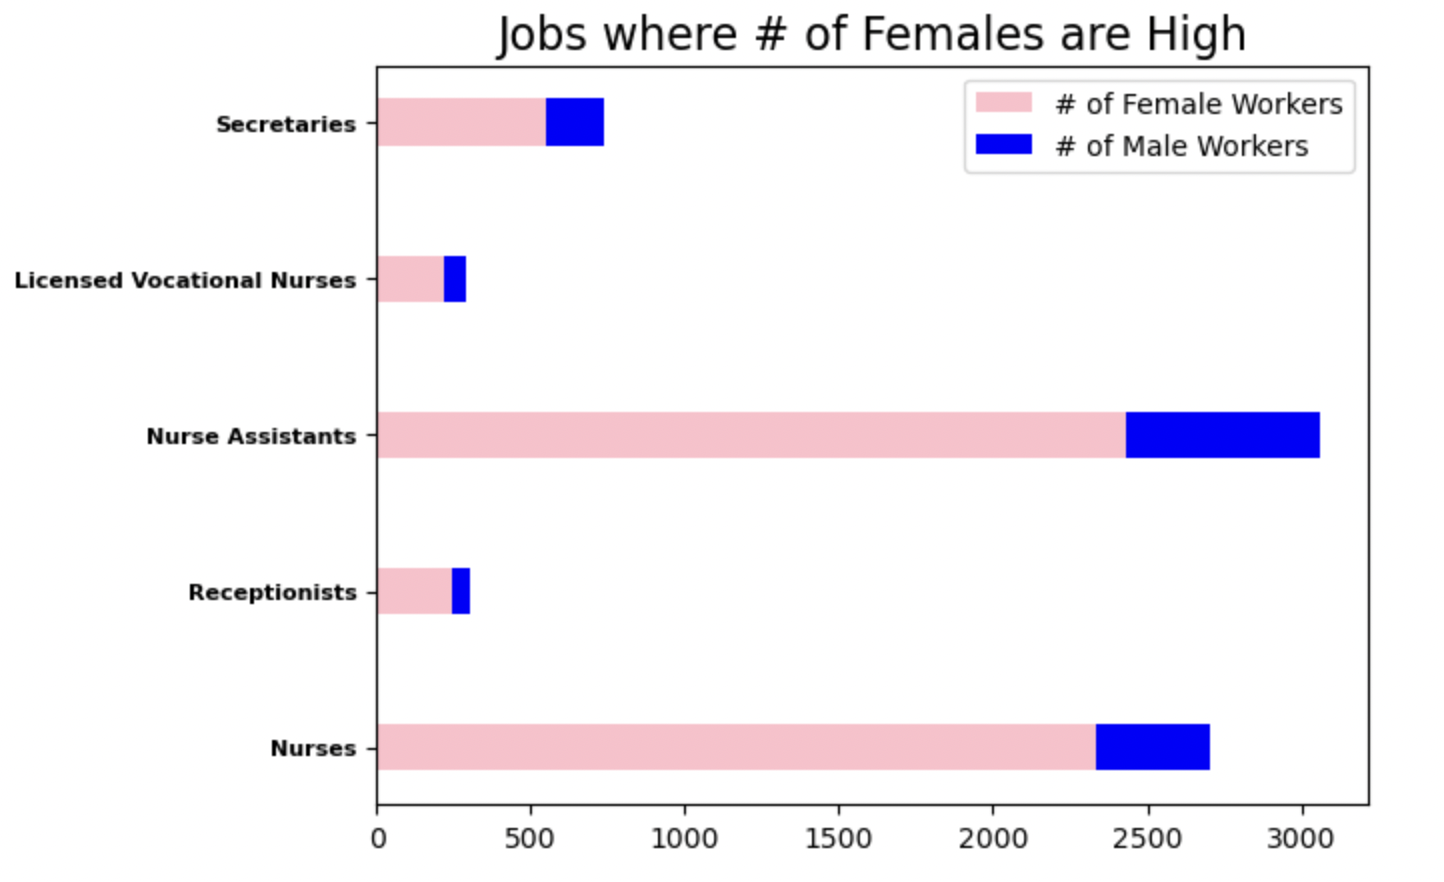 Jobs where # of Females are High
# of Female Workers
# of Male Workers
Secretaries
Licensed Vocational Nurses
Nurse Assistants
Receptionists
Nurses
0 500 1000 1500 2000 2500 3000